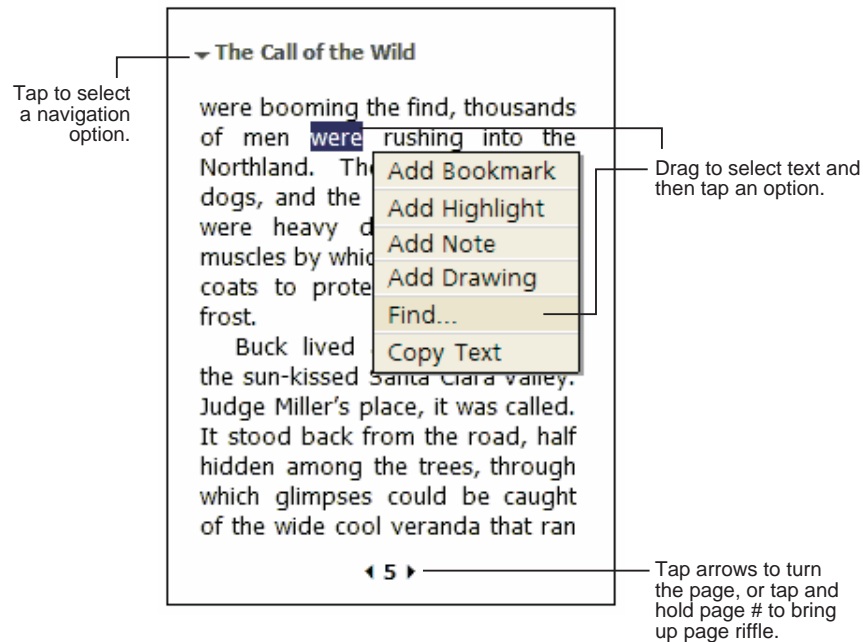 The Call of the Wild
Tap to select
a navigation
option.
were booming the find, thousands
of men were rushing into the
Northland. The
dogs, and the
were heavy d
muscles by whic
coats to prote
frost.
Buck lived
the sun-kissed Santa Clara Valley.
Judge Miller's place, it was called.
It stood back from the road, half
hidden among the trees, through
which glimpses could be caught
of the wide cool veranda that ran
Add Bookmark
Add Highlight
Add Note
Add Drawing
Find...
Copy Text
Drag to select text and
then tap an option.
5
Tap arrows to turn
the page, or tap and
hold page # to bring
up page riffle.